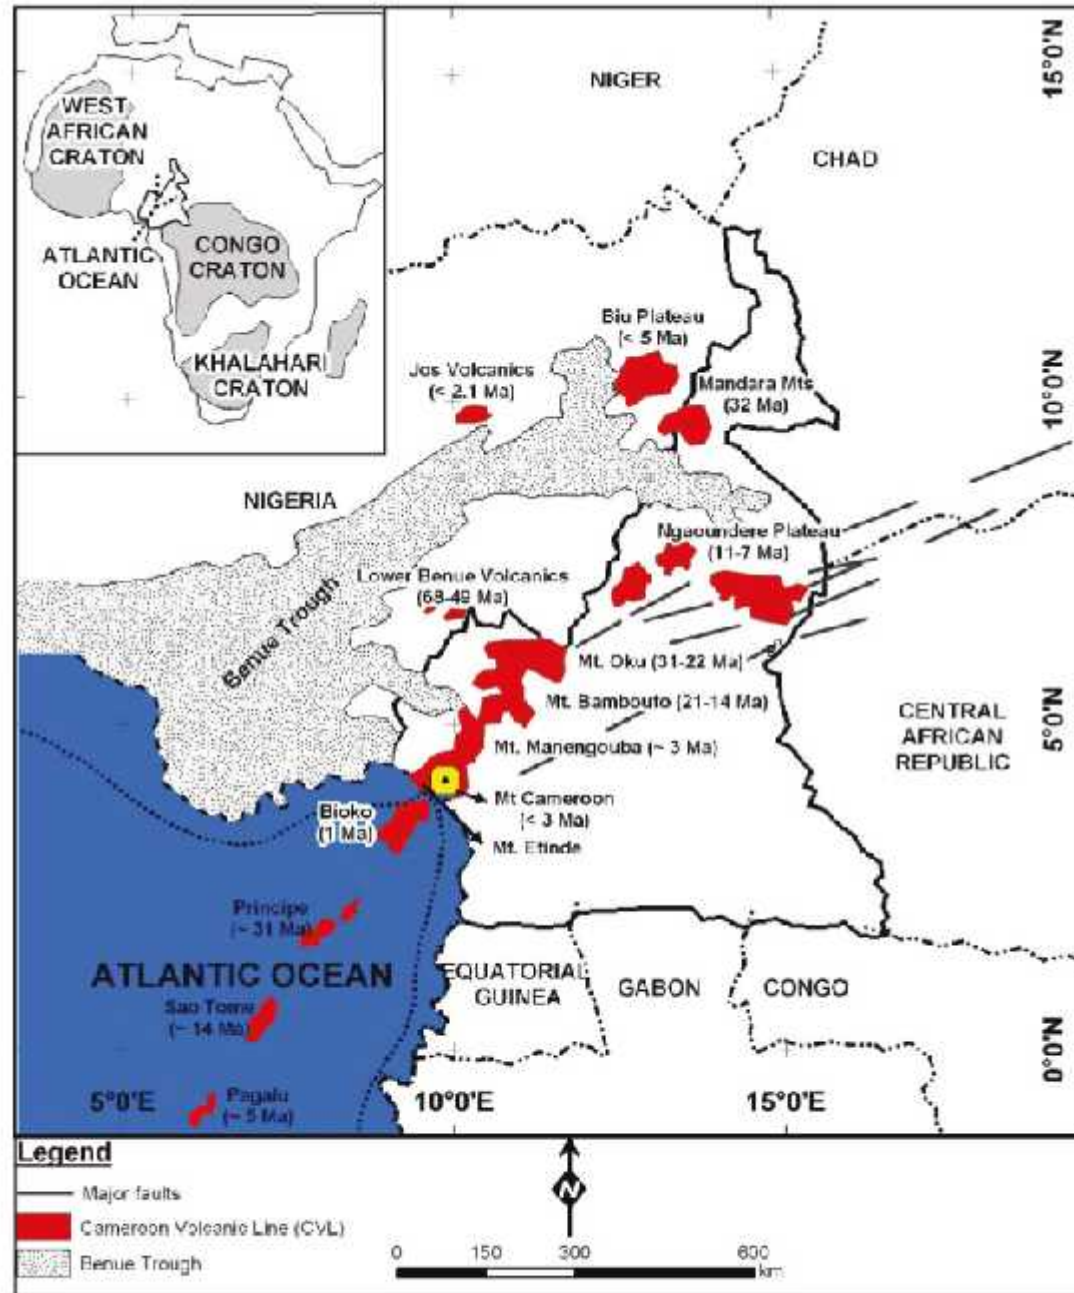 WEST
AFRICAN
CRATON
ATLANTIC
OCEAN
CONGO
CRATON
KHALAHARI
CRATON
NIGER
CHAD
15°0'N
Biu Plateau
(< 5 Ma)
Jos Volcanics
(< 2.1 Ma)
Mandara Mts
(32 Ma)
10°0'N
NIGERIA
Ngaoundere Plateau
(11-7 Ma)
Lower Benue Volcanics
(68-49 Ma)
Benue Trough
Mt. Oku (31-22 Ma)
Mt. Bambouto (21-14 Ma)
Mt. Manengouba (~ 3 Ma)
CENTRAL
AFRICAN
REPUBLIC
5°0'N
Mt Cameroon
(< 3 Ma)
Mt. Etinde
Bioko
(1 Ma)
Principe
(~ 31 Ma)
ATLANTIC OCEAN
EQUATORIAL
GUINEA
GABON
CONGO
Sao Tome
(~ 14 Ma)
0°0'N
Pagalu
(~ 5 Ma)
5°0'E
10°0'E
15°0'E
Legend
Major faults
Cameroon Volcanic Line (CVL)
Benue Trough
N
0 150 300 600
km